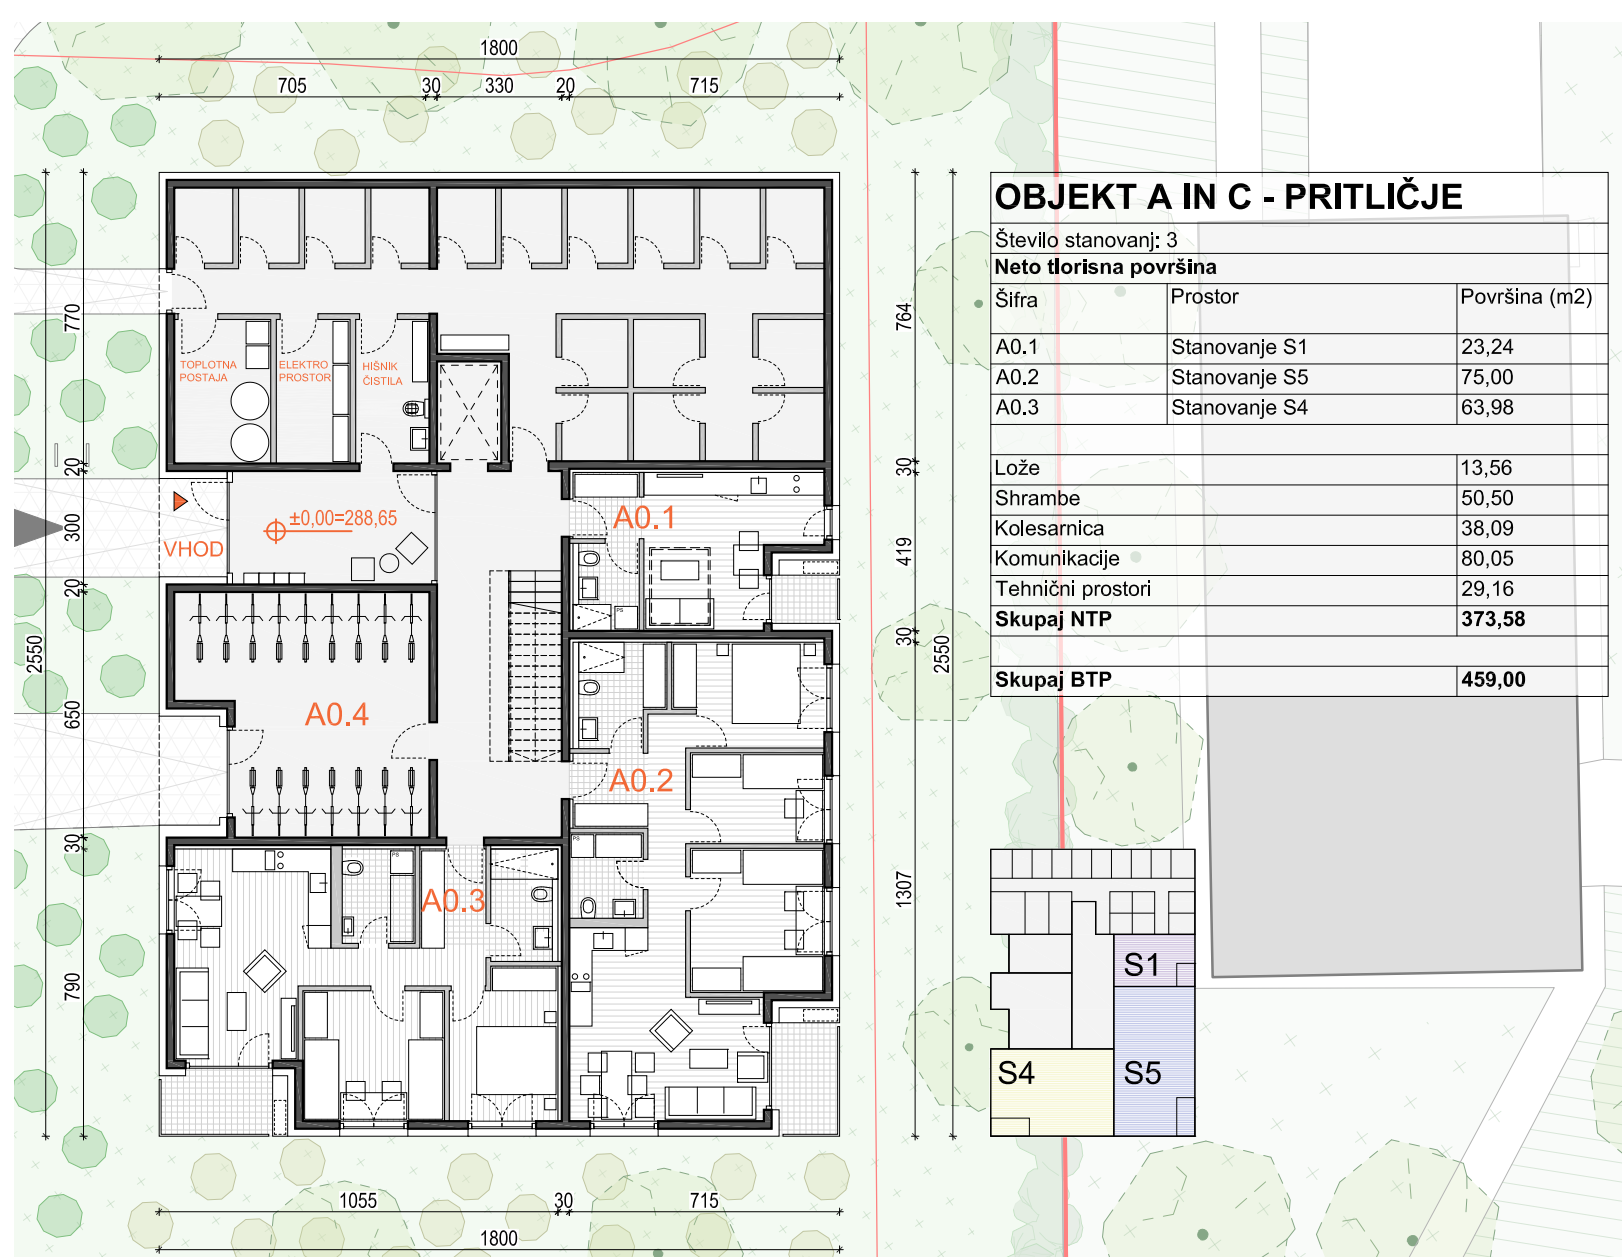 1800
705 30 330 20 715
OBJEKT A IN C - PRITLIČJE
Število stanovanj: 3
Neto tlorisna površina
Šifra Prostor Površina (m2)
A0.1 Stanovanje S1 23,24
A0.2 Stanovanje S5 75,00
A0.3 Stanovanje S4 63,98
Lože 13,56
Shrambe 50,50
Kolesarnica 38,09
Komunikacije 80,05
Tehnični prostori 29,16
Skupaj NTP 373,58
Skupaj BTP 459,00
2550
770
20
300
20
650
30
790
TOPLOTNA
POSTAJA
ELEKTRO
PROSTOR
HIŠNIK
ČISTILA
±0,00=288,65
VHOD
A0.1
PS
A0.4
A0.2
PS
PS
A0.3
764
30
419
30
1307
2550
S1
S4
S5
1055 30 715
1800